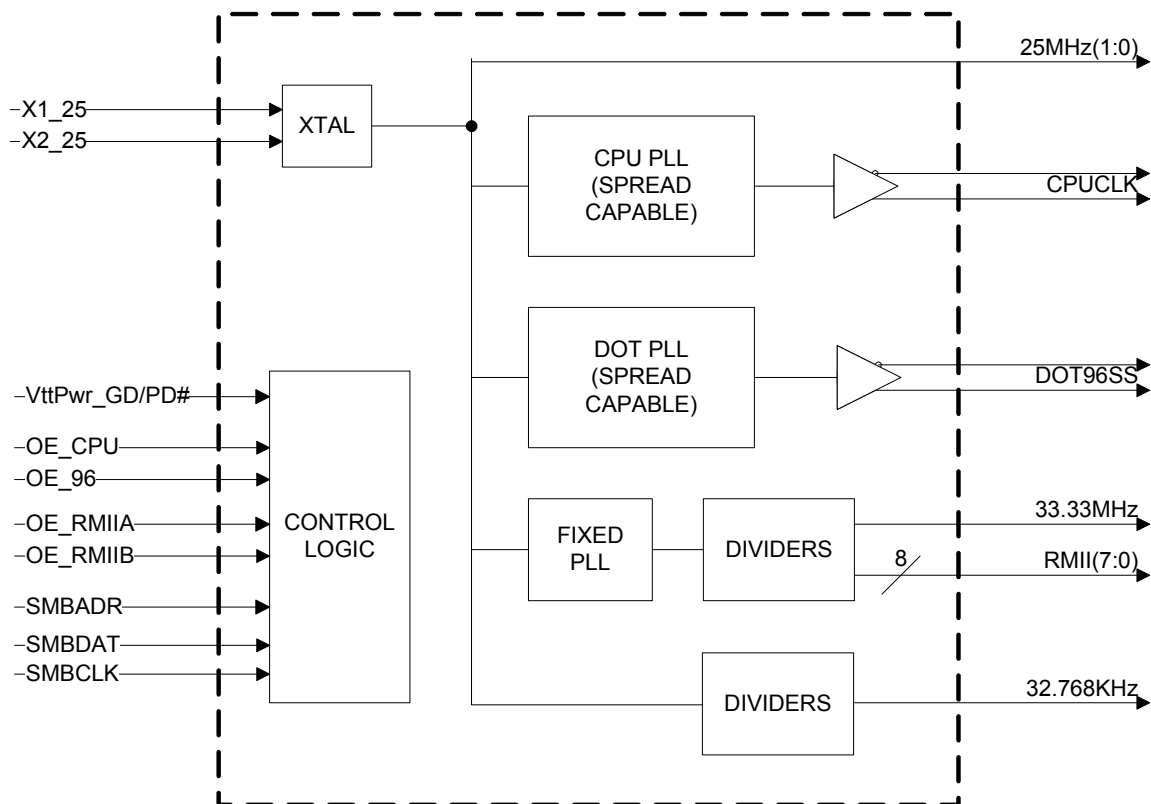 25MHz(1:0)
X1_25
X2_25
XTAL
CPU PLL
(SPREAD
CAPABLE)
CPUCLK
DOT PLL
(SPREAD
CAPABLE)
DOT96SS
VttPwr_GD/PD#
OE_CPU
OE_96
OE_RMIIA
OE_RMIIB
SMBADR
SMBDAT
SMBCLK
CONTROL
LOGIC
FIXED
PLL
DIVIDERS
33.33MHz
8
RMII(7:0)
DIVIDERS
32.768KHz